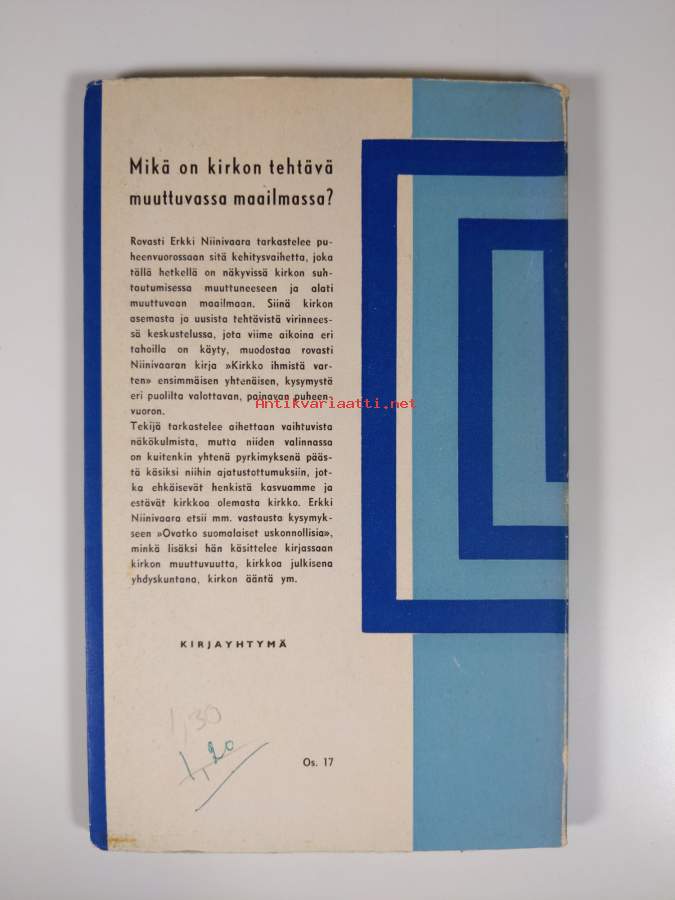 Mikä on kirkon tehtävä
muuttuvassa maailmassa?
Rovasti Erkki Niinivaara tarkastelee pu-
heenvuorossaan sitä kehitysvaihetta, joka
tällä hetkellä on näkyvissä kirkon suh-
tautumisessa muuttuneeseen ja alati
muuttuvaan maailmaan. Siinä kirkon
asemasta ja uusista tehtävistä virinnees-
sä keskustelussa, jota viime aikoina eri
tahoilla on käyty, muodostaa rovasti
Niinivaaran kirja »Kirkko ihmistä var-
ten» ensimmäisen yhtenäisen, kysymystä
eri puolilta valottavan, painavan puheen-
vuoron.
Antikvariaatti.net
Tekijä tarkastelee aihettaan vaihtuvista
näkökulmista, mutta niiden valinnassa
on kuitenkin yhtenä pyrkimyksenä pääs-
tä käsiksi niihin ajatustottumuksiin, jot-
ka ehkäisevät henkistä kasvuamme ja
estävät kirkkoa olemasta kirkko. Erkki
Niinivaara etsii mm. vastausta kysymyk-
seen »Ovatko suomalaiset uskonnollisia»,
minkä lisäksi hän käsittelee kirjassaan
kirkon muuttuvuutta, kirkkoa julkisena
yhdyskuntana, kirkon ääntä ym.
KIRJAYHTYMÄ
1,30
1,20
Os. 17